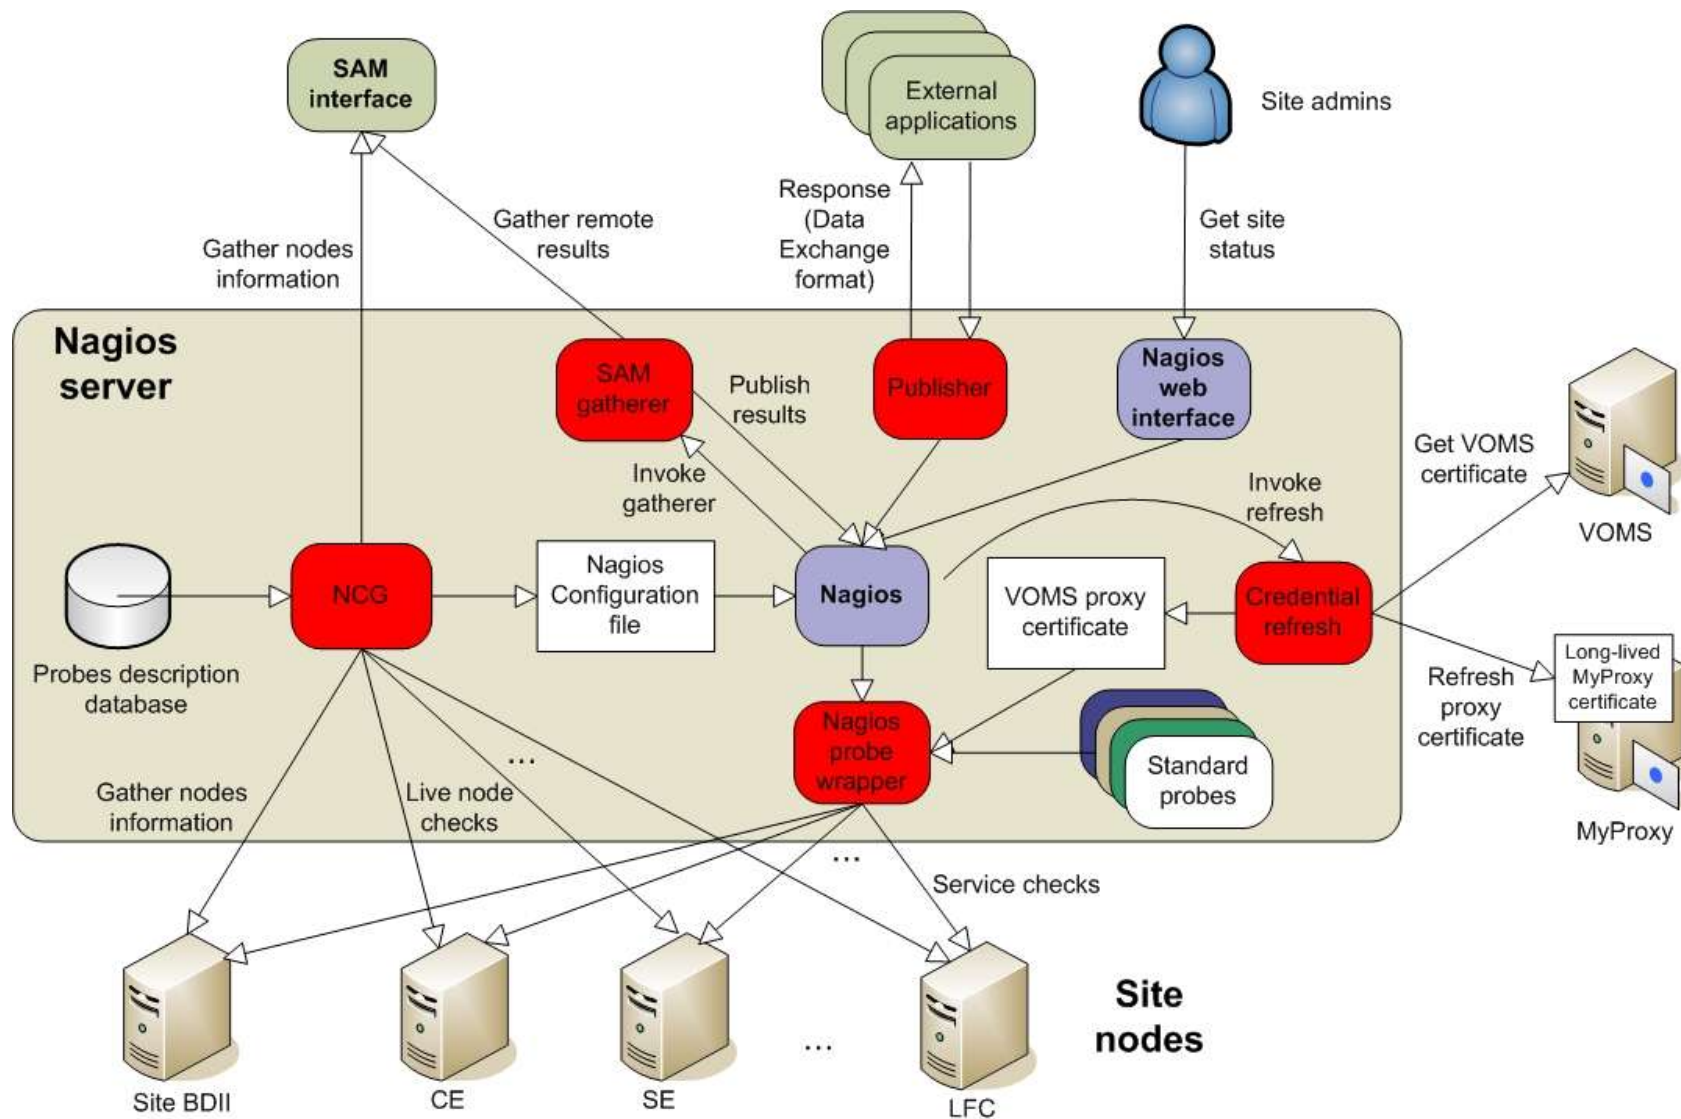 SAM
interface
External
applications
Site admins
Response
(Data
Exchange
format)
Gather remote
results
Get site
status
Gather nodes
information
Nagios
server
SAM
gatherer
Publish
results
Publisher
Nagios
web
interface
Get VOMS
certificate
Invoke
gatherer
Invoke
refresh
VOMS
Nagios
Configuration
file
NCG
Nagios
VOMS proxy
certificate
Credential
refresh
Probes description
database
Long-lived
MyProxy
certificate
Refresh
proxy
certificate
Nagios
probe
wrapper
...
Standard
probes
Gather nodes
information
Live node
checks
MyProxy
...
Service checks
Site
nodes
...
Site BDII
CE
SE
LFC